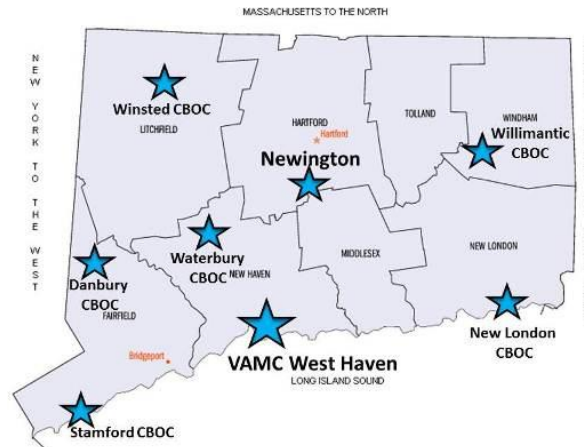 MASSACHUSETTS TO THE NORTH
NEW YORK TO THE WEST
Winsted CBOC
LITCHFIELD
HARTFORD
Hartford
TOLLAND
WINDHAM
Willimantic
CBOC
Newington
Waterbury
CBOC
NEW HAVEN
MIDDLESEX
NEW LONDON
Danbury
CBOC
FAIRFIELD
New London
CBOC
Bridgeport
VAMC West Haven
LONG ISLAND SOUND
Stamford CBOC